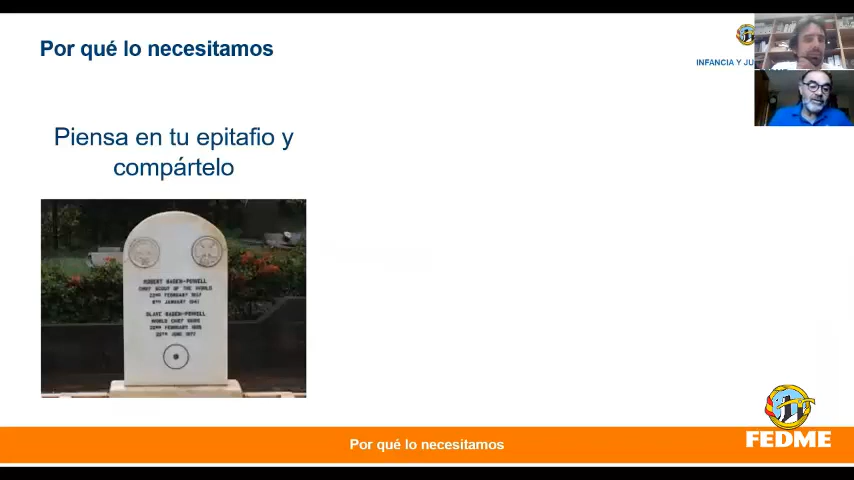 Por qué lo necesitamos
INFANCIA Y JU
Piensa en tu epitafio y
compártelo
ROBERT BADEN-POWELL
CHIEF SCOUT OF THE WORLD
22ND FEBRUARY 1857
8TH JANUARY 1941
OLAVE BADEN-POWELL
WORLD CHIEF GUIDE
22ND FEBRUARY 1889
25TH JUNE 1977
FEDME
Por qué lo necesitamos